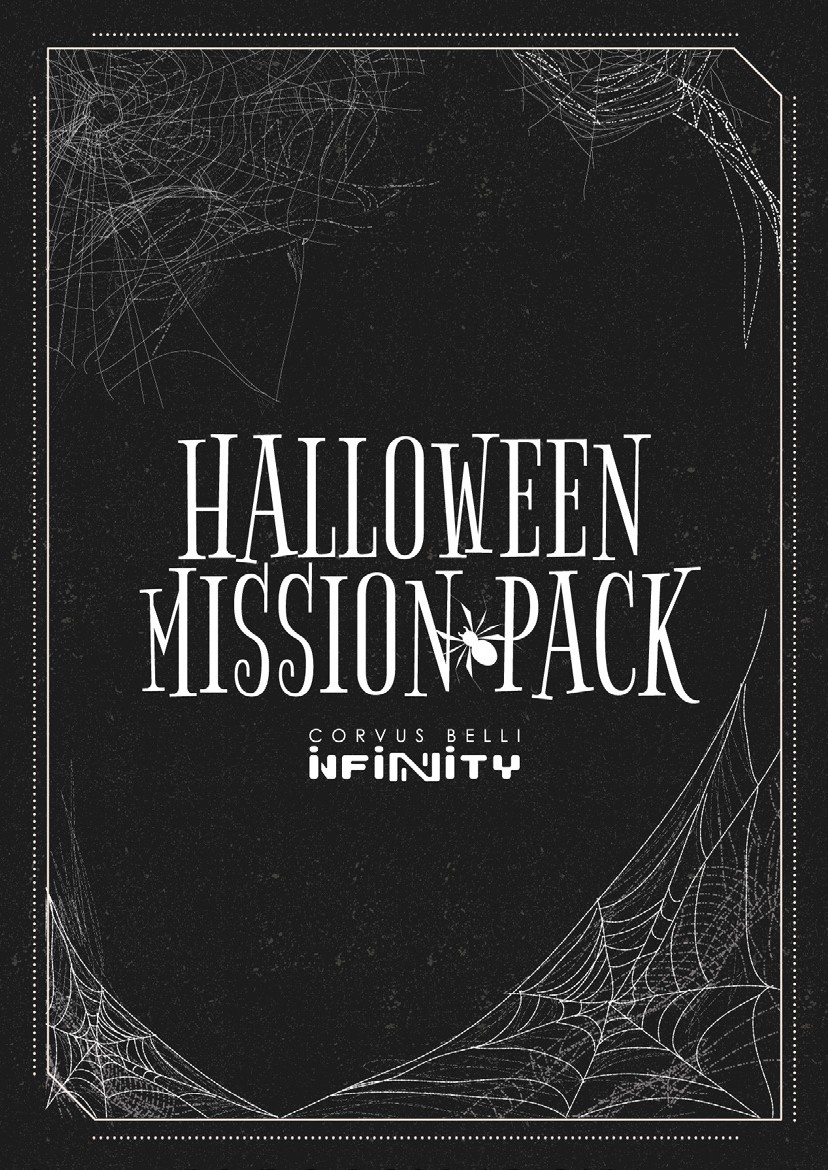 HALLOWEEN
MISSION PACK
CORVUS BELLI
iNFiNiTY